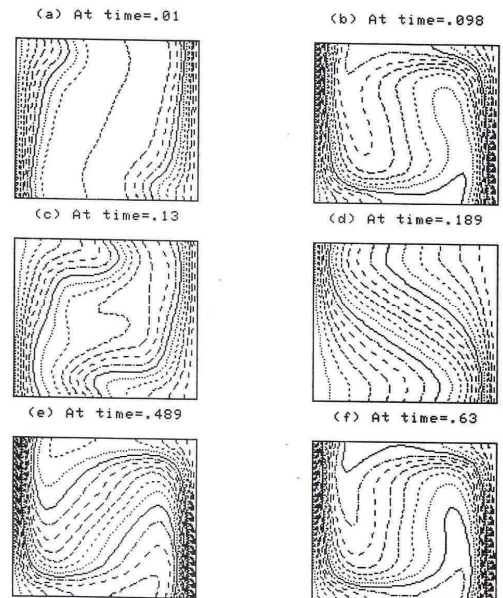 (a) At time=.01
(b) At time=.098
(c) At time=.13
(d) At time=.189
(e) At time=.489
(f) At time=.63